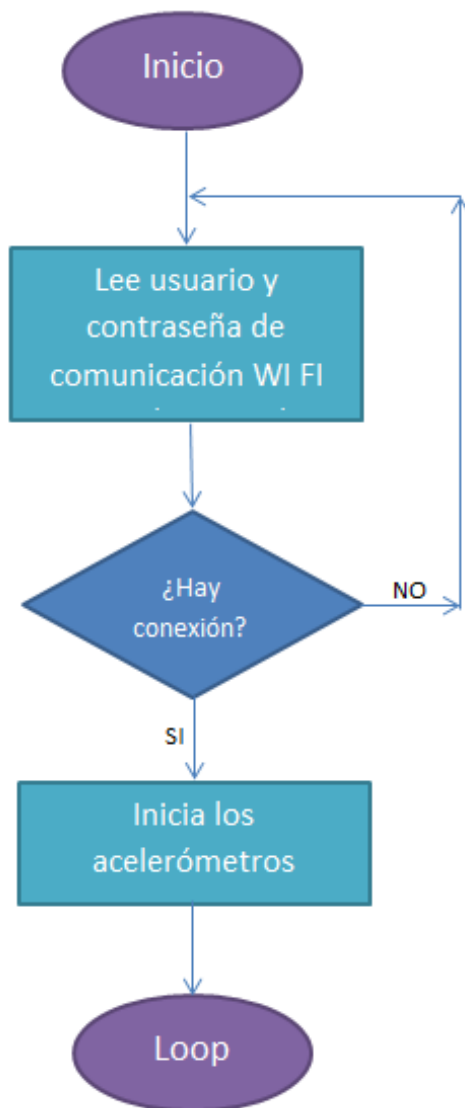 Inicio
Lee usuario y
contraseña de
comunicación WI FI
¿Hay
conexión?
NO
SI
Inicia los
acelerómetros
Loop